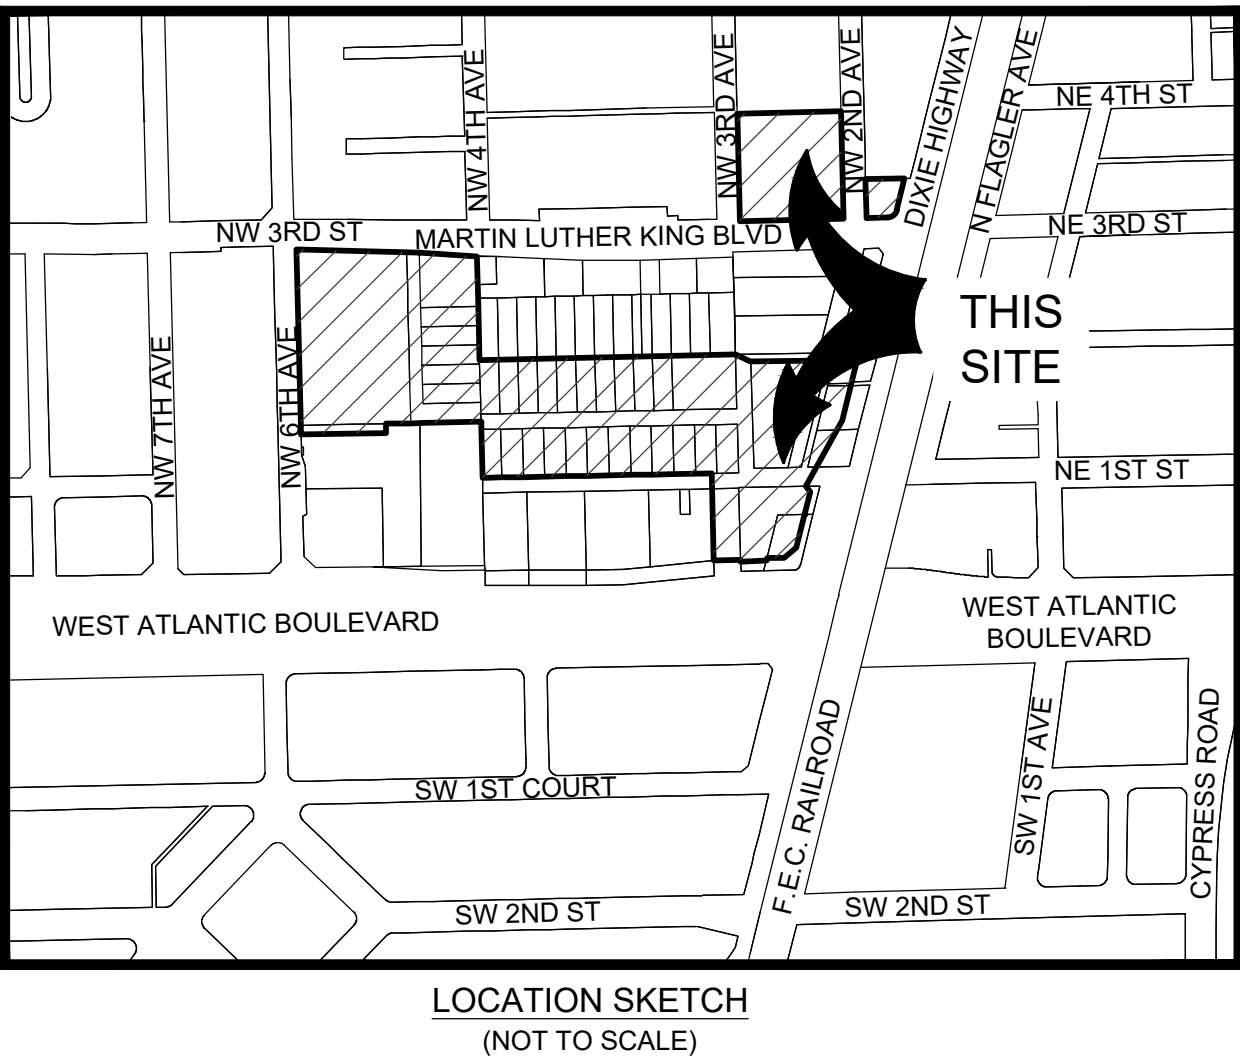 NW 4TH AVE
NW 3RD AVE
NW 2ND AVE
DIXIE HIGHWAY
N FLAGLER AVE
NE 4TH ST
NW 3RD ST
MARTIN LUTHER KING BLVD
NE 3RD ST
THIS
SITE
NW 7TH AVE
NW 6TH AVE
NE 1ST ST
WEST ATLANTIC BOULEVARD
WEST ATLANTIC
BOULEVARD
F.E.C. RAILROAD
SW 1ST AVE
CYPRESS ROAD
SW 1ST COURT
SW 2ND ST
SW 2ND ST
LOCATION SKETCH
(NOT TO SCALE)